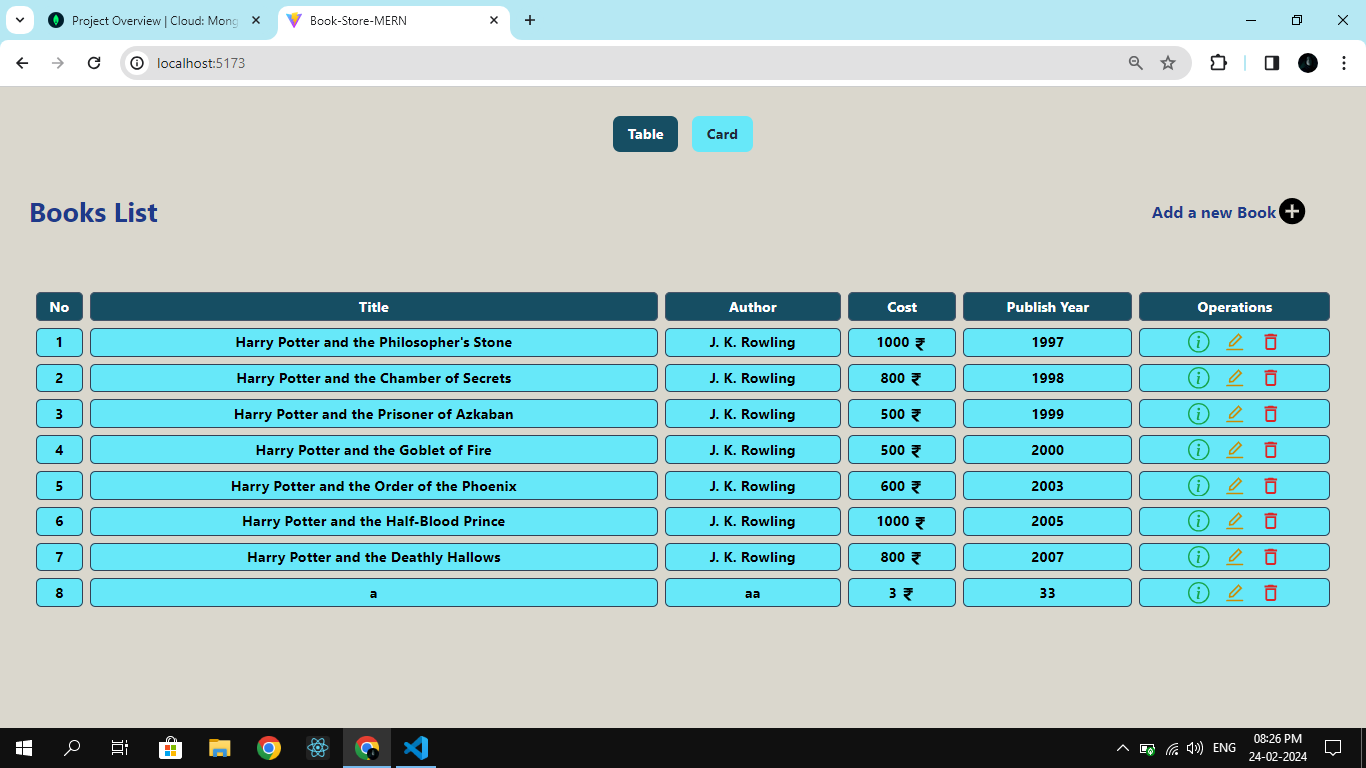 Project Overview | Cloud: Mong
Book-Store-MERN
localhost:5173
Table Card
Books List
Add a new Book
No Title Author Cost Publish Year Operations
1 Harry Potter and the Philosopher's Stone J. K. Rowling 1000 ₹ 1997
2 Harry Potter and the Chamber of Secrets J. K. Rowling 800 ₹ 1998
3 Harry Potter and the Prisoner of Azkaban J. K. Rowling 500 ₹ 1999
4 Harry Potter and the Goblet of Fire J. K. Rowling 500 ₹ 2000
5 Harry Potter and the Order of the Phoenix J. K. Rowling 600 ₹ 2003
6 Harry Potter and the Half-Blood Prince J. K. Rowling 1000 ₹ 2005
7 Harry Potter and the Deathly Hallows J. K. Rowling 800 ₹ 2007
8 a aa 3 ₹ 33
ENG
08:26 PM
24-02-2024